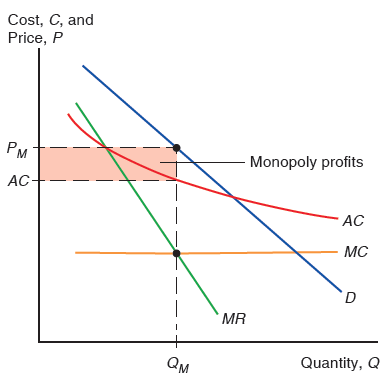 Cost, C, and
Price, P
P_M
Monopoly profits
AC
AC
MC
D
MR
Q_M
Quantity, Q